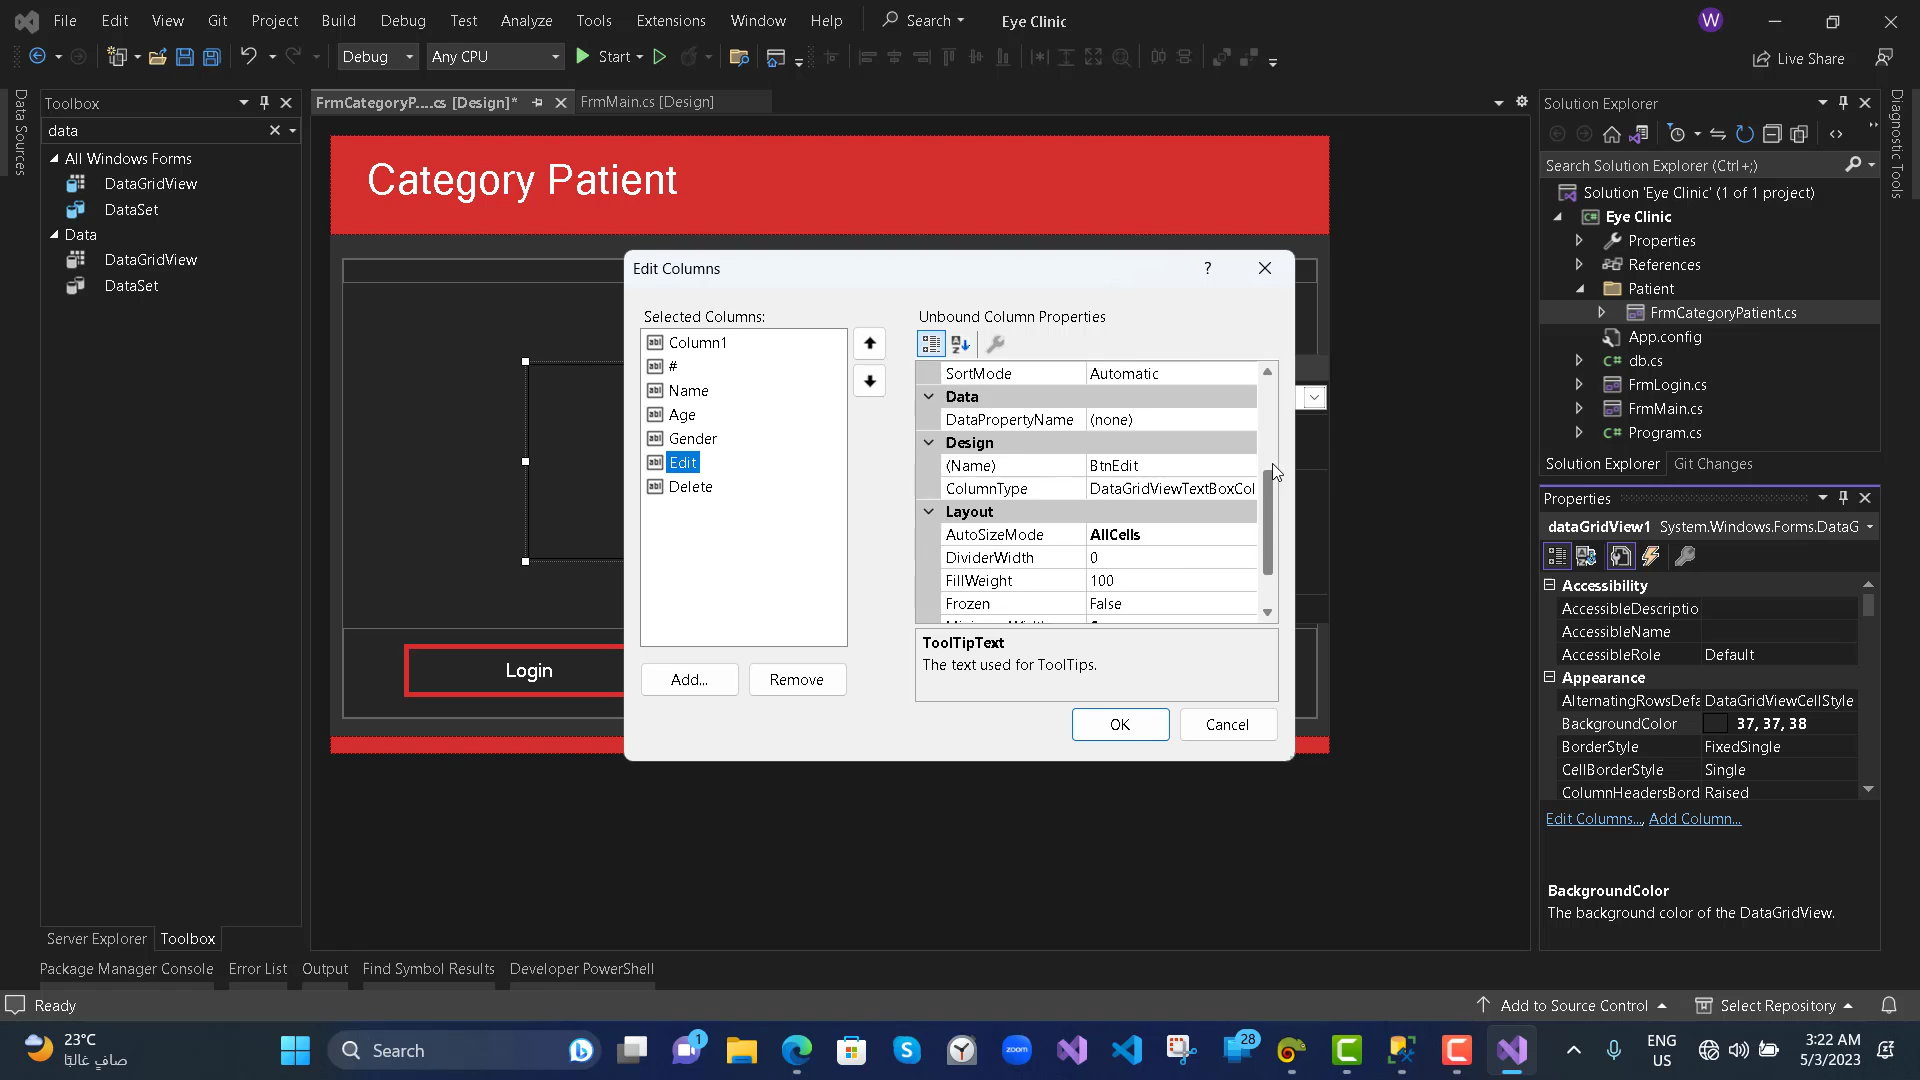 File Edit View Git Project Build Debug Test Analyze Tools Extensions Window Help Search Eye Clinic W
Debug Any CPU Start Live Share
Data Sources
Toolbox
data
All Windows Forms
DataGridView
DataSet
Data
DataGridView
DataSet
Server Explorer Toolbox
FrmCategoryP....cs [Design]* FrmMain.cs [Design]
Category Patient
Login
Edit Columns ?
Selected Columns:
Column1
#
Name
Age
Gender
Edit
Delete
Add... Remove
Unbound Column Properties
SortMode Automatic
Data
DataPropertyName (none)
Design
(Name) BtnEdit
ColumnType DataGridViewTextBoxCol
Layout
AutoSizeMode AllCells
DividerWidth 0
FillWeight 100
Frozen False
ToolTipText
The text used for ToolTips.
OK Cancel
Solution Explorer
Search Solution Explorer (Ctrl+;)
Solution 'Eye Clinic' (1 of 1 project)
Eye Clinic
Properties
References
Patient
FrmCategoryPatient.cs
App.config
db.cs
FrmLogin.cs
FrmMain.cs
Program.cs
Solution Explorer Git Changes
Diagnostic Tools
Properties
dataGridView1 System.Windows.Forms.DataG
Accessibility
AccessibleDescriptio
AccessibleName
AccessibleRole Default
Appearance
AlternatingRowsDefa DataGridViewCellStyle
BackgroundColor 37, 37, 38
BorderStyle FixedSingle
CellBorderStyle Single
ColumnHeadersBord Raised
Edit Columns..., Add Column...
BackgroundColor
The background color of the DataGridView.
Package Manager Console Error List Output Find Symbol Results Developer PowerShell
Ready Add to Source Control Select Repository
23°C
صافٍ غالبًا
Search
1
zoom
28
ENG
US
3:22 AM
5/3/2023